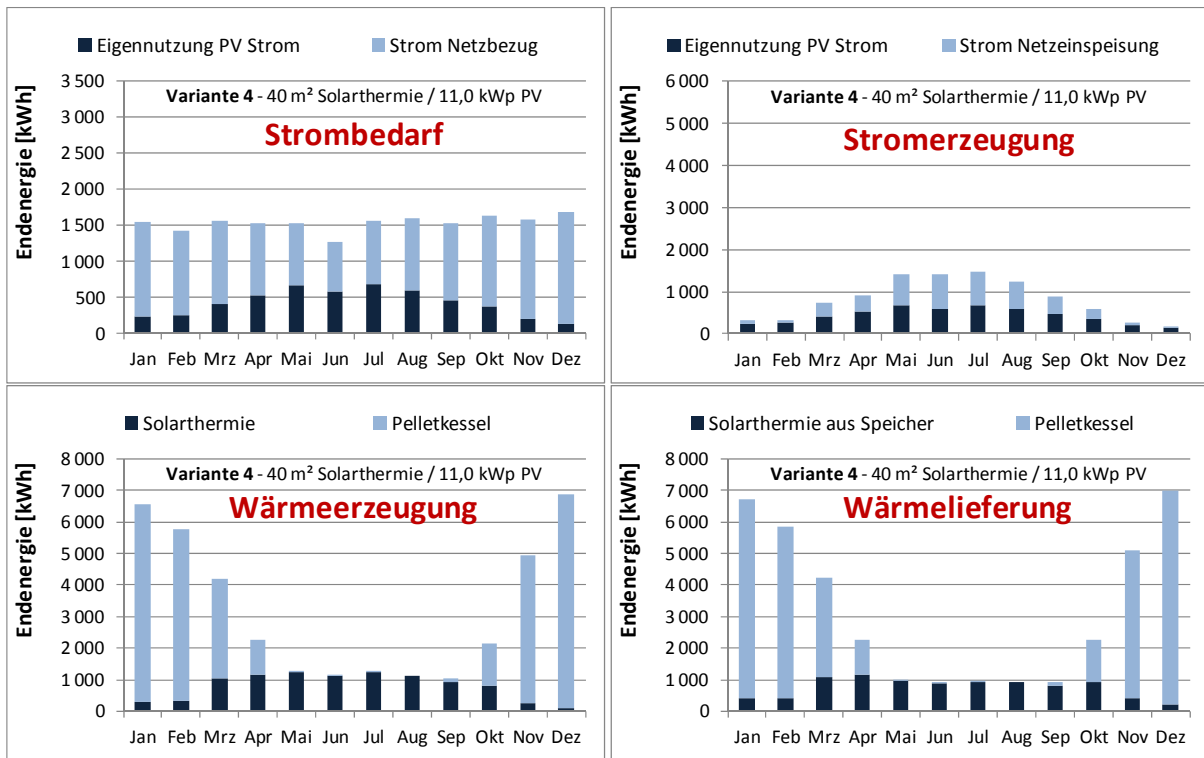 Eigennutzung PV Strom Strom Netzbezug
Endenergie [kWh]
3 500
3 000
2 500
2 000
1 500
1 000
500
0
Variante 4 - 40 m² Solarthermie / 11,0 kWp PV
Strombedarf
Jan Feb Mrz Apr Mai Jun Jul Aug Sep Okt Nov Dez
Eigennutzung PV Strom Strom Netzeinspeisung
Endenergie [kWh]
6 000
5 000
4 000
3 000
2 000
1 000
0
Variante 4 - 40 m² Solarthermie / 11,0 kWp PV
Stromerzeugung
Jan Feb Mrz Apr Mai Jun Jul Aug Sep Okt Nov Dez
Solarthermie Pelletkessel
Endenergie [kWh]
8 000
7 000
6 000
5 000
4 000
3 000
2 000
1 000
0
Variante 4 - 40 m² Solarthermie / 11,0 kWp PV
Wärmeerzeugung
Jan Feb Mrz Apr Mai Jun Jul Aug Sep Okt Nov Dez
Solarthermie aus Speicher Pelletkessel
Endenergie [kWh]
8 000
7 000
6 000
5 000
4 000
3 000
2 000
1 000
0
Variante 4 - 40 m² Solarthermie / 11,0 kWp PV
Wärmelieferung
Jan Feb Mrz Apr Mai Jun Jul Aug Sep Okt Nov Dez